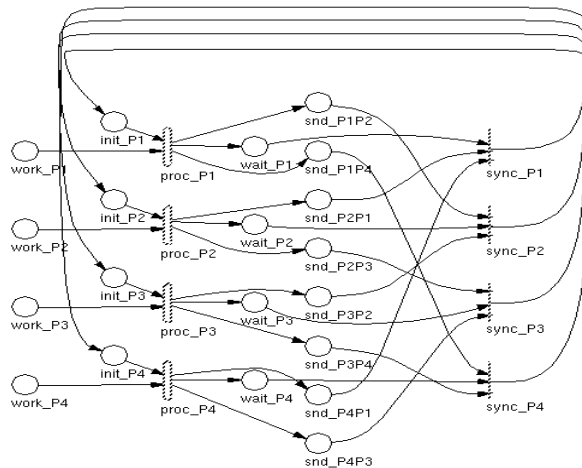 snd_P1P2
init_P1
work_P1
proc_P1
wait_P1
snd_P1P4
sync_P1
init_P2
snd_P2P1
work_P2
proc_P2
wait_P2
snd_P2P3
sync_P2
init_P3
work_P3
proc_P3
wait_P3
snd_P3P2
sync_P3
init_P4
snd_P3P4
work_P4
proc_P4
wait_P4
snd_P4P1
sync_P4
snd_P4P3